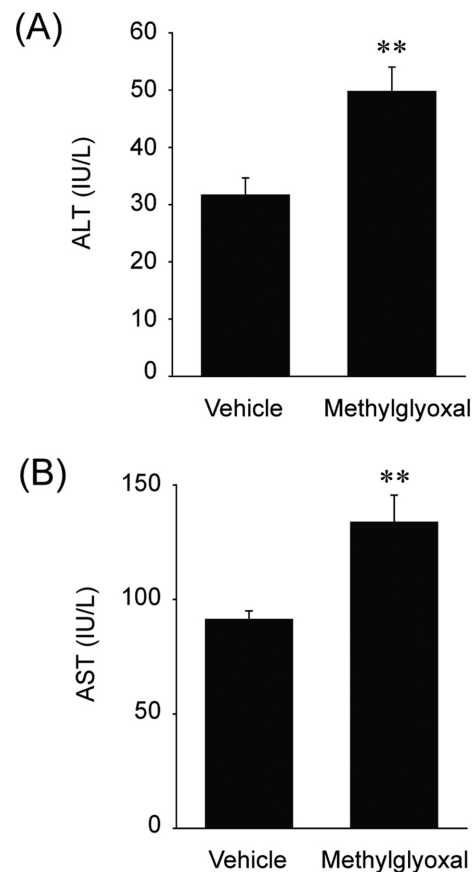 (A)
ALT (IU/L)
60
50
40
30
20
10
0
**
Vehicle
Methylglyoxal
(B)
AST (IU/L)
150
100
50
0
**
Vehicle
Methylglyoxal